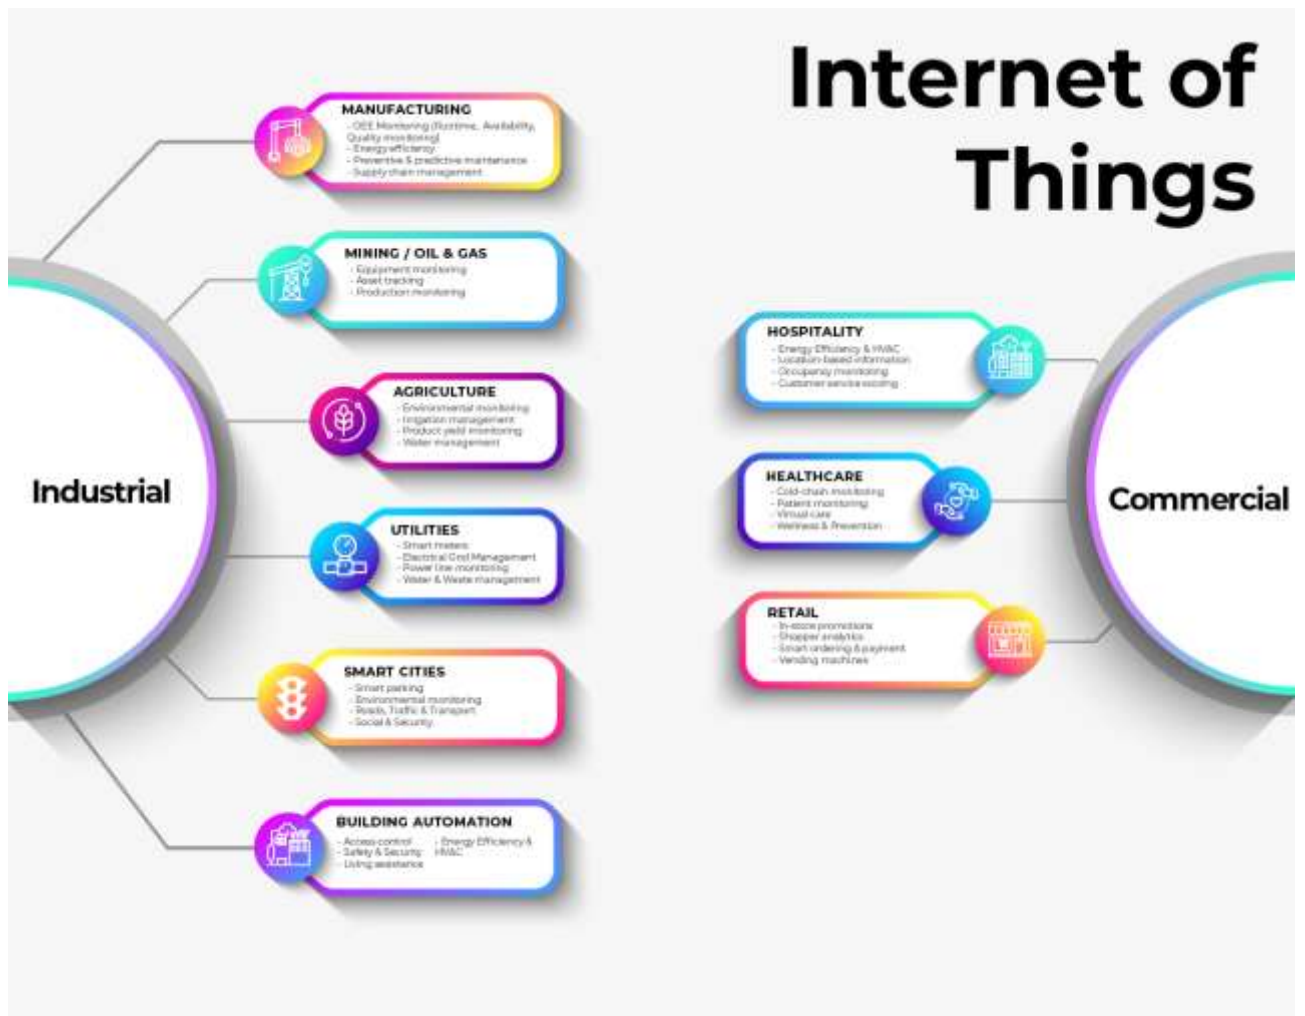 Internet of
Things
Industrial
MANUFACTURING
- OEE Monitoring (Runtime, Availability,
Quality monitoring)
- Energy efficiency
- Preventive & predictive maintenance
- Supply chain management
MINING / OIL & GAS
- Equipment monitoring
- Asset tracking
- Production monitoring
AGRICULTURE
- Environmental monitoring
- Irrigation management
- Product yield monitoring
- Water management
UTILITIES
- Smart meters
- Electrical Grid Management
- Power line monitoring
- Water & Waste management
SMART CITIES
- Smart parking
- Environmental monitoring
- Roads, Traffic & Transport
- Social & Security
BUILDING AUTOMATION
- Access control
- Safety & Security
- Living assistance
- Energy Efficiency &
HVAC
Commercial
HOSPITALITY
- Energy Efficiency & HVAC
- Location-based information
- Occupancy monitoring
- Customer service
HEALTHCARE
- Cold-chain monitoring
- Patient monitoring
- Virtual care
- Wellness & Prevention
RETAIL
- In-store promotions
- Shopper analytics
- Smart ordering & payment
- Vending machines